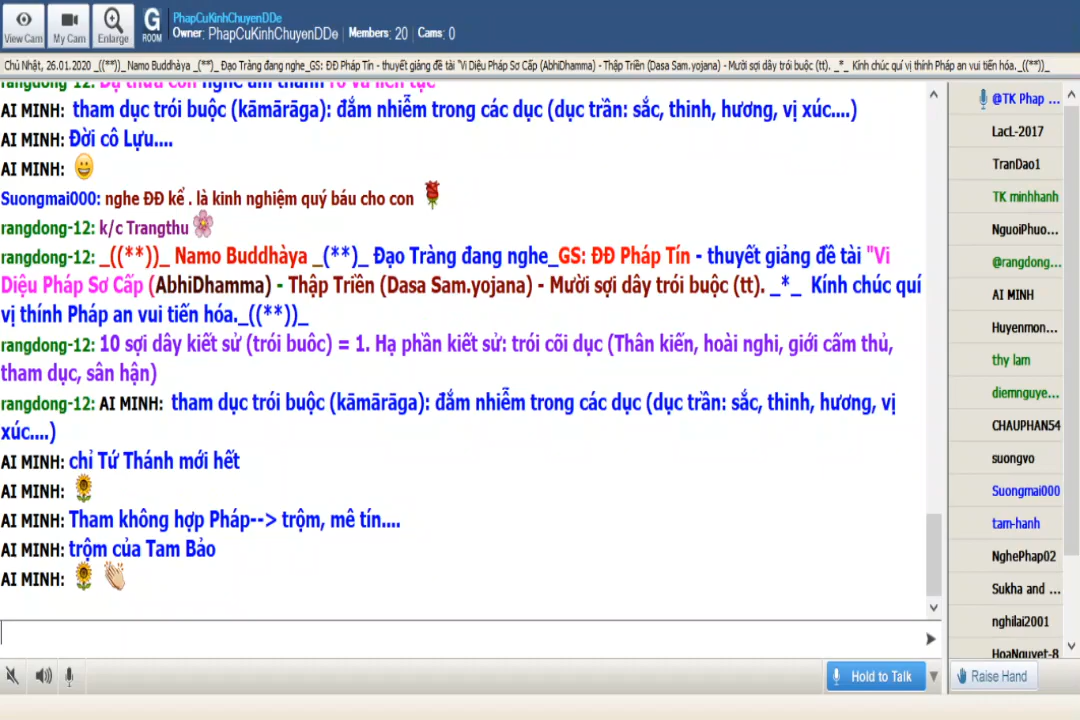 View Cam
My Cam
Enlarge
G
ROOM
PhapCuKinhChuyenDDe
Owner: PhapCuKinhChuyenDDe Members: 20 Cams: 0
Chủ Nhật, 26.01.2020 _((**))_ Namo Buddhàya _(**)_ Đạo Tràng đang nghe_GS: ĐĐ Pháp Tín - thuyết giảng đề tài "Vi Diệu Pháp Sơ Cấp (AbhiDhamma) - Thập Triền (Dasa Sam.yojana) - Mười sợi dây trói buộc (tt). _*_ Kính chúc quí vị thính Pháp an vui tiến hóa._((**))_
AI MINH: tham dục trói buộc (kāmārāga): đắm nhiễm trong các dục (dục trần: sắc, thinh, hương, vị xúc....)
AI MINH: Đời cô Lựu....
AI MINH:
Suongmai000: nghe ĐĐ kể . là kinh nghiệm quý báu cho con
rangdong-12: k/c Trangthu
rangdong-12: _((**))_ Namo Buddhàya _(**)_ Đạo Tràng đang nghe_GS: ĐĐ Pháp Tín - thuyết giảng đề tài "Vi
Diệu Pháp Sơ Cấp (AbhiDhamma) - Thập Triền (Dasa Sam.yojana) - Mười sợi dây trói buộc (tt). _*_ Kính chúc quí
vị thính Pháp an vui tiến hóa._((**))_
rangdong-12: 10 sợi dây kiết sử (trói buôc) = 1. Hạ phần kiết sử: trói cõi dục (Thân kiến, hoài nghi, giới cấm thủ,
tham dục, sân hận)
rangdong-12: AI MINH: tham dục trói buộc (kāmārāga): đắm nhiễm trong các dục (dục trần: sắc, thinh, hương, vị
xúc....)
AI MINH: chỉ Tứ Thánh mới hết
AI MINH:
AI MINH: Tham không hợp Pháp--> trộm, mê tín....
AI MINH: trộm của Tam Bảo
AI MINH:
@TK Phap ...
LacL-2017
TranDao1
TK minhhanh
NguoiPhuo...
@rangdong...
AI MINH
Huyenmon...
thy lam
diemnguye...
CHAUPHAN54
suongvo
Suongmai000
tam-hanh
NghePhap02
Sukha and ...
nghilai2001
HoaNguyet-8
Hold to Talk
Raise Hand